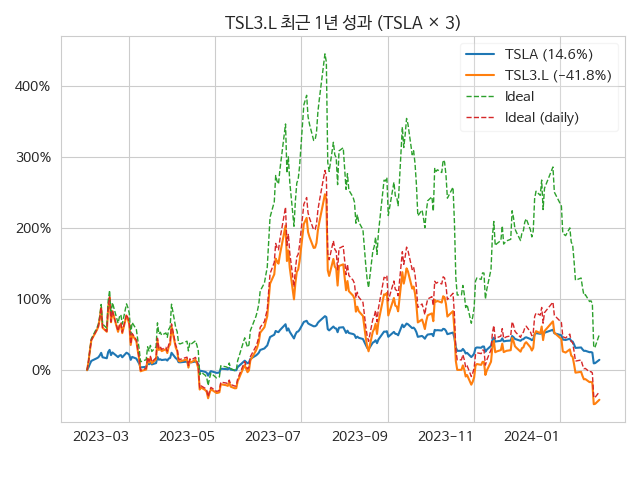 TSL3.L 최근 1년 성과 (TSLA × 3)
TSLA (14.6%)
TSL3.L (−41.8%)
Ideal
Ideal (daily)
400%
300%
200%
100%
0%
2023−03 2023−05 2023−07 2023−09 2023−11 2024−01